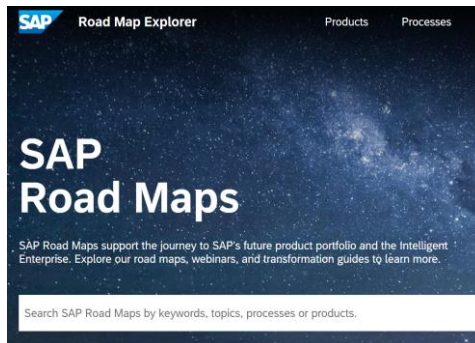 SAP Road Map Explorer Products Processes
SAP
Road Maps
SAP Road Maps support the journey to SAP's future product portfolio and the Intelligent
Enterprise. Explore our road maps, webinars, and transformation guides to learn more.
Search SAP Road Maps by keywords, topics, processes or products.